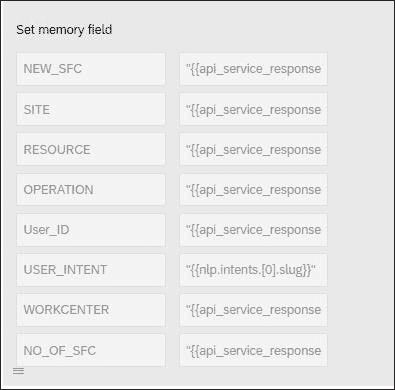 Set memory field
NEW_SFC "{{api_service_response
SITE "{{api_service_response
RESOURCE "{{api_service_response
OPERATION "{{api_service_response
User_ID "{{api_service_response
USER_INTENT "{{nlp.intents.[0].slug}}"
WORKCENTER "{{api_service_response
NO_OF_SFC "{{api_service_response